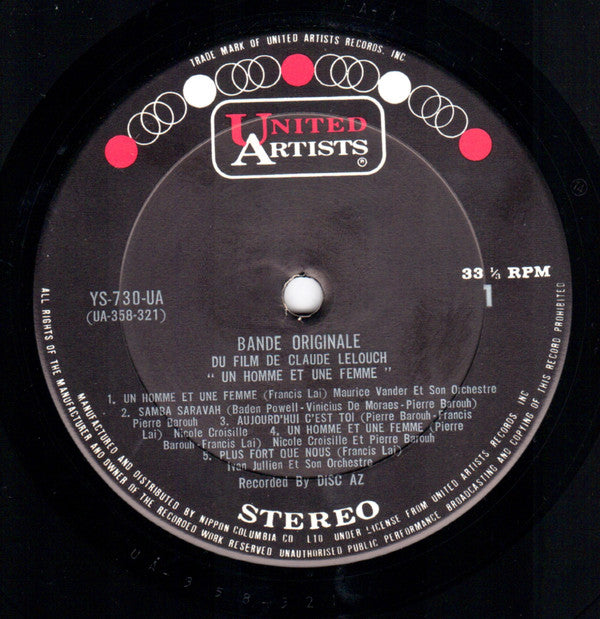 TRADE MARK OF UNITED ARTISTS RECORDS, INC.
UNITED
ARTISTS
®
33 ⅓ RPM
YS-730-UA
1
(UA-358-321)
BANDE ORIGINALE
DU FILM DE CLAUDE LELOUCH
" UN HOMME ET UNE FEMME "
1. UN HOMME ET UNE FEMME (Francis Lai) Maurice Vander Et Son Orchestre
2. SAMBA SARAVAH (Baden Powell-Vinicius De Moraes-Pierre Barouh)
Pierre Barouh 3. AUJOURD'HUI C'EST TOI (Pierre Barouh-Francis
Lai) Nicole Croisille 4. UN HOMME ET UNE FEMME (Pierre
Barouh-Francis Lai) Nicole Croisille Et Pierre Barouh
5. PLUS FORT QUE NOUS (Francis Lai)
Ivan Jullien Et Son Orchestre
Recorded By DISC AZ
STEREO
MANUFACTURED AND DISTRIBUTED BY NIPPON COLUMBIA CO LTD UNDER LICENSE FROM UNITED ARTISTS RECORDS, INC.
ALL RIGHTS OF THE MANUFACTURER AND OWNER OF THE RECORDED WORK RESERVED UNAUTHORISED PUBLIC PERFORMANCE, BROADCASTING AND COPYING OF THIS RECORD PROHIBITED